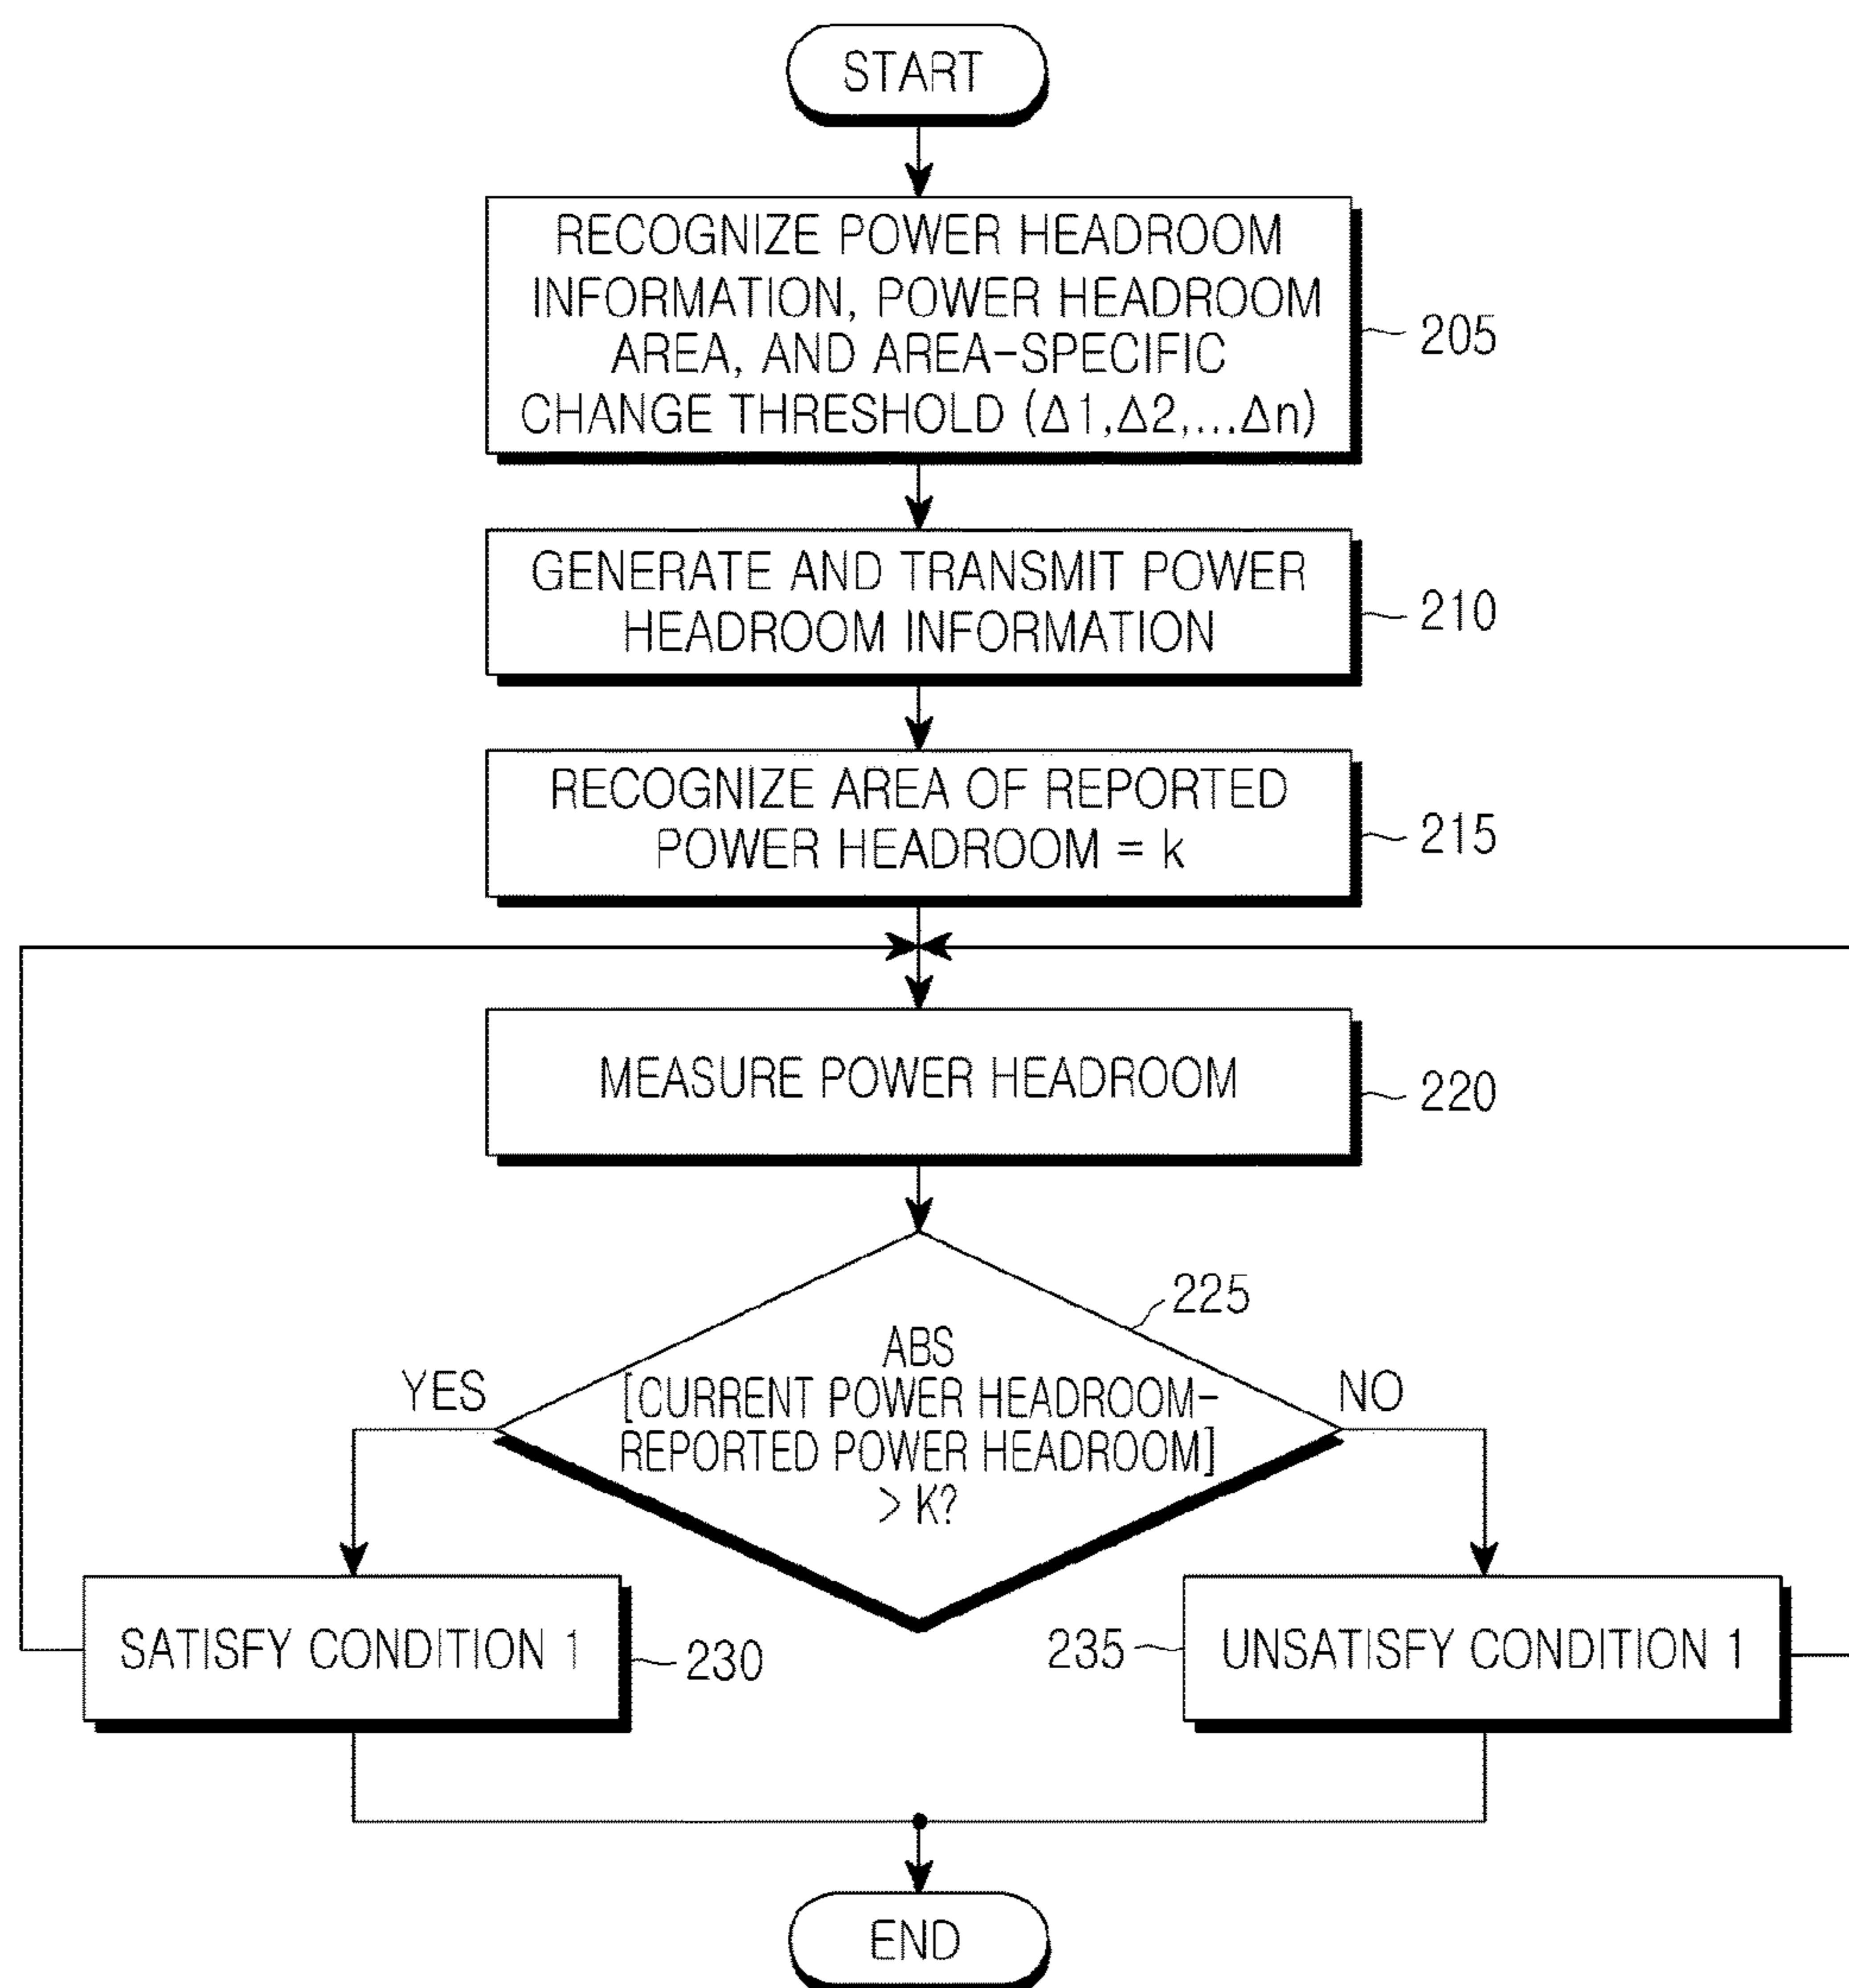 START
RECOGNIZE POWER HEADROOM
INFORMATION, POWER HEADROOM
AREA, AND AREA-SPECIFIC
CHANGE THRESHOLD (Δ1,Δ2,...Δn)
205
GENERATE AND TRANSMIT POWER
HEADROOM INFORMATION
210
RECOGNIZE AREA OF REPORTED
POWER HEADROOM = k
215
MEASURE POWER HEADROOM
220
225
ABS
[CURRENT POWER HEADROOM-
REPORTED POWER HEADROOM]
> K?
YES
NO
SATISFY CONDITION 1
230
235
UNSATISFY CONDITION 1
END